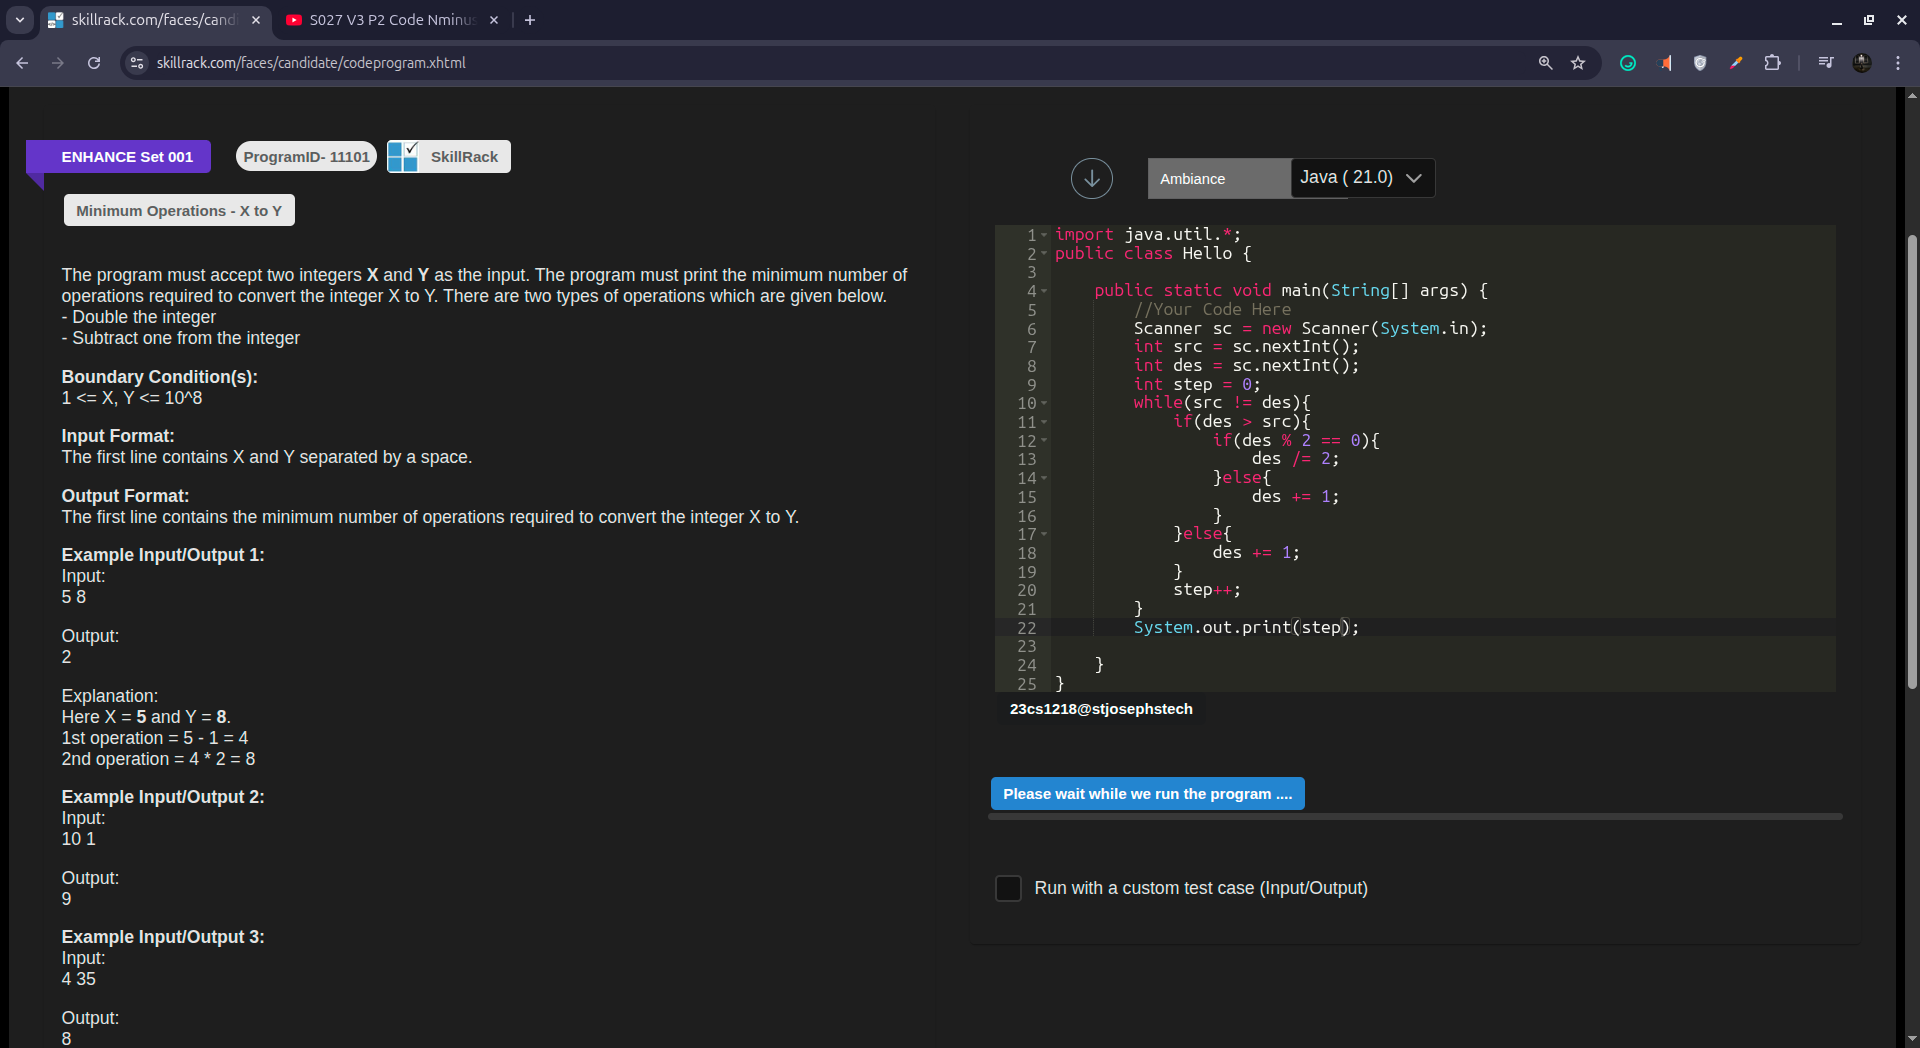 skillrack.com/faces/candi
S027 V3 P2 Code Nminus
skillrack.com/faces/candidate/codeprogram.xhtml
ENHANCE Set 001
ProgramID- 11101
SkillRack
Minimum Operations - X to Y
The program must accept two integers X and Y as the input. The program must print the minimum number of
operations required to convert the integer X to Y. There are two types of operations which are given below.
- Double the integer
- Subtract one from the integer
Boundary Condition(s):
1 <= X, Y <= 10^8
Input Format:
The first line contains X and Y separated by a space.
Output Format:
The first line contains the minimum number of operations required to convert the integer X to Y.
Example Input/Output 1:
Input:
5 8
Output:
2
Explanation:
Here X = 5 and Y = 8.
1st operation = 5 - 1 = 4
2nd operation = 4 * 2 = 8
Example Input/Output 2:
Input:
10 1
Output:
9
Example Input/Output 3:
Input:
4 35
Output:
8
Ambiance
Java ( 21.0)
1 import java.util.*;
2 public class Hello {
3
4     public static void main(String[] args) {
5         //Your Code Here
6         Scanner sc = new Scanner(System.in);
7         int src = sc.nextInt();
8         int des = sc.nextInt();
9         int step = 0;
10         while(src != des){
11             if(des > src){
12                 if(des % 2 == 0){
13                     des /= 2;
14                 }else{
15                     des += 1;
16                 }
17             }else{
18                 des += 1;
19             }
20             step++;
21         }
22         System.out.print(step);
23
24     }
25 }
23cs1218@stjosephstech
Please wait while we run the program ....
Run with a custom test case (Input/Output)